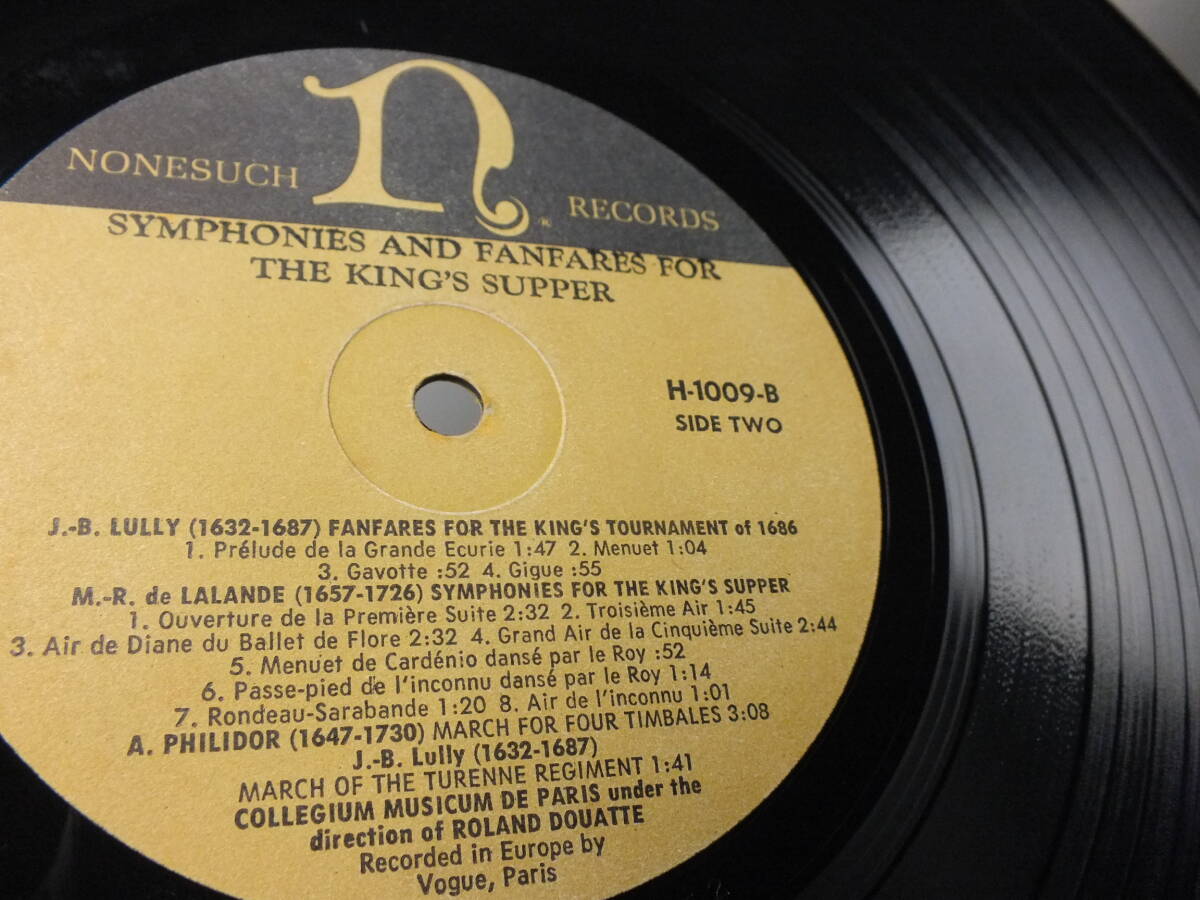 n
NONESUCH RECORDS
®
SYMPHONIES AND FANFARES FOR
THE KING'S SUPPER
H-1009-B
SIDE TWO
J.-B. LULLY (1632-1687) FANFARES FOR THE KING'S TOURNAMENT of 1686
1. Prélude de la Grande Ecurie 1:47 2. Menuet 1:04
3. Gavotte :52 4. Gigue :55
M.-R. de LALANDE (1657-1726) SYMPHONIES FOR THE KING'S SUPPER
1. Ouverture de la Première Suite 2:32 2. Troisième Air 1:45
3. Air de Diane du Ballet de Flore 2:32 4. Grand Air de la Cinquième Suite 2:44
5. Menuet de Cardénio dansé par le Roy :52
6. Passe-pied de l'inconnu dansé par le Roy 1:14
7. Rondeau-Sarabande 1:20 8. Air de l'inconnu 1:01
A. PHILIDOR (1647-1730) MARCH FOR FOUR TIMBALES 3:08
J.-B. Lully (1632-1687)
MARCH OF THE TURENNE REGIMENT 1:41
COLLEGIUM MUSICUM DE PARIS under the
direction of ROLAND DOUATTE
Recorded in Europe by
Vogue, Paris